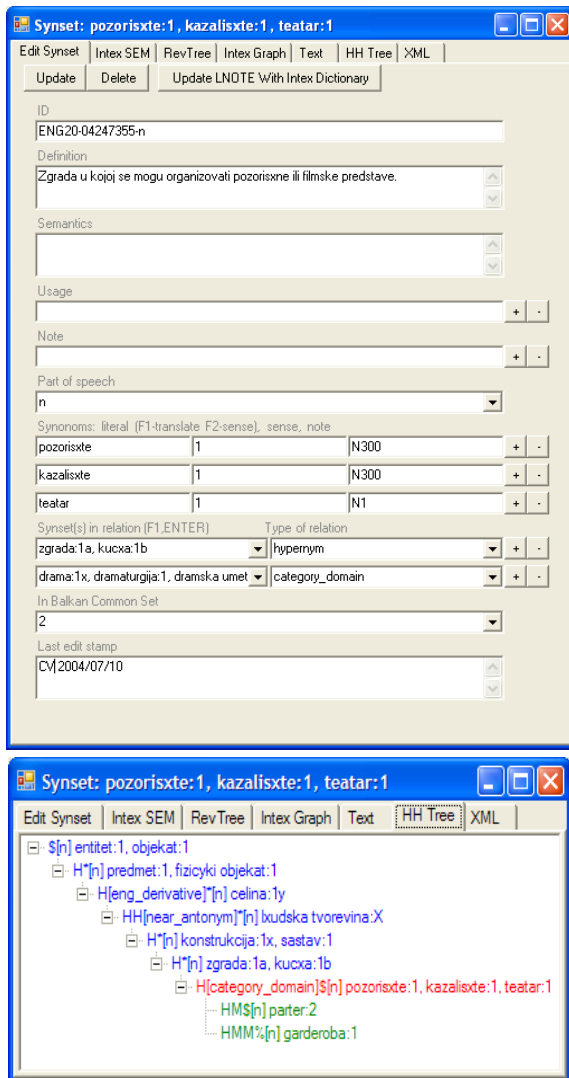 Synset: pozorisxte:1, kazalisxte:1, teatar:1
Edit Synset Intex SEM RevTree Intex Graph Text HH Tree XML
Update Delete Update LNOTE With Intex Dictionary
ID
ENG20-04247355-n
Definition
Zgrada u kojoj se mogu organizovati pozorisxne ili filmske predstave.
Semantics
Usage
+ -
Note
+ -
Part of speech
n
Synonoms: literal (F1-translate F2-sense), sense, note
pozorisxte 1 N300 + -
kazalisxte 1 N300 + -
teatar 1 N1 + -
Synset(s) in relation (F1,ENTER) Type of relation
zgrada:1a, kucxa:1b hypernym + -
drama:1x, dramaturgija:1, dramska umet category_domain + -
In Balkan Common Set
2
Last edit stamp
CV 2004/07/10
Synset: pozorisxte:1, kazalisxte:1, teatar:1
Edit Synset Intex SEM RevTree Intex Graph Text HH Tree XML
$[n] entitet:1, objekat:1
H*[n] predmet:1, fizicyki objekat:1
H[eng_derivative]*[n] celina:1y
HH[near_antonym]*[n] lxudska tvorevina:X
H*[n] konstrukcija:1x, sastav:1
H*[n] zgrada:1a, kucxa:1b
H[category_domain]$[n] pozorisxte:1, kazalisxte:1, teatar:1
HM$[n] parter:2
HMM%[n] garderoba:1